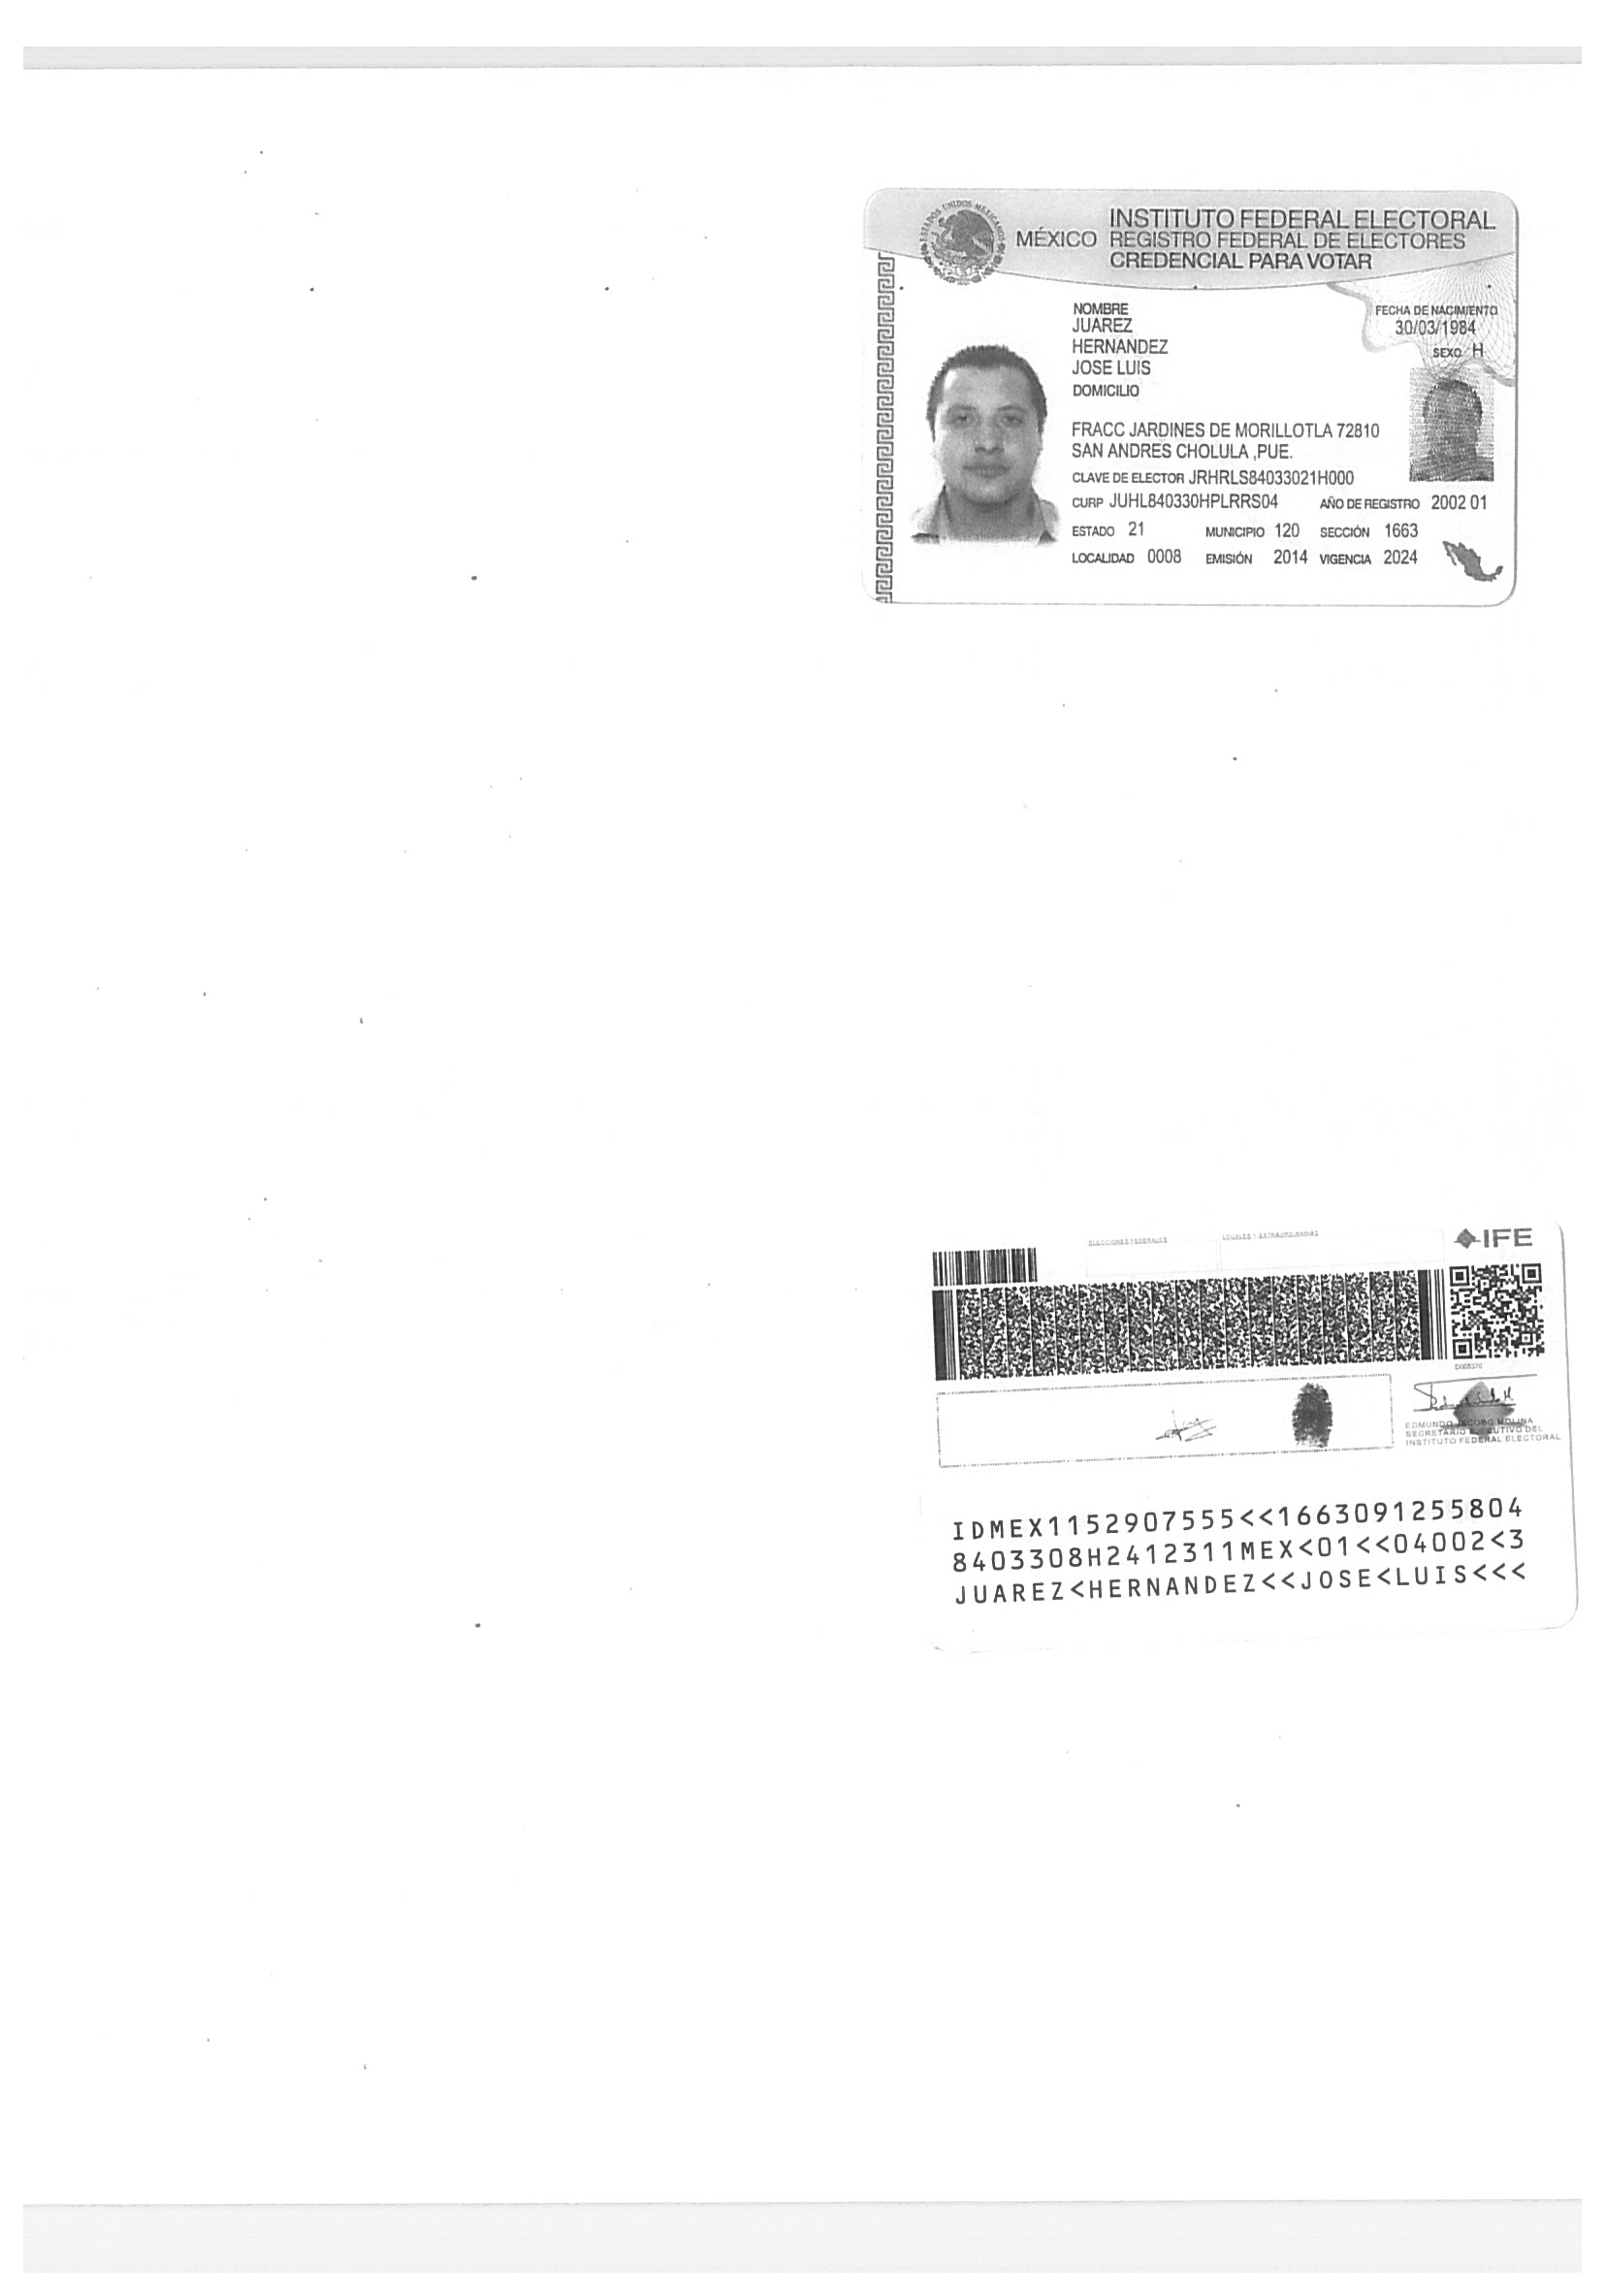 ESTADOS UNIDOS MEXICANOS
INSTITUTO FEDERAL ELECTORAL
MÉXICO REGISTRO FEDERAL DE ELECTORES
CREDENCIAL PARA VOTAR
NOMBRE
JUAREZ
HERNANDEZ
JOSE LUIS
FECHA DE NACIMIENTO
30/03/1984
SEXO H
DOMICILIO
FRACC JARDINES DE MORILLOTLA 72810
SAN ANDRES CHOLULA ,PUE.
CLAVE DE ELECTOR JRHRLS84033021H000
CURP JUHL840330HPLRRS04 AÑO DE REGISTRO 2002 01
ESTADO 21 MUNICIPIO 120 SECCIÓN 1663
LOCALIDAD 0008 EMISIÓN 2014 VIGENCIA 2024
ELECCIONES FEDERALES LOCALES Y EXTRAORDINARIAS
IFE
EDMUNDO JACOBO MOLINA
SECRETARIO EJECUTIVO DEL
INSTITUTO FEDERAL ELECTORAL
IDMEX1152907555<<1663091255804
8403308H2412311MEX<01<<04002<3
JUAREZ<HERNANDEZ<<JOSE<LUIS<<<